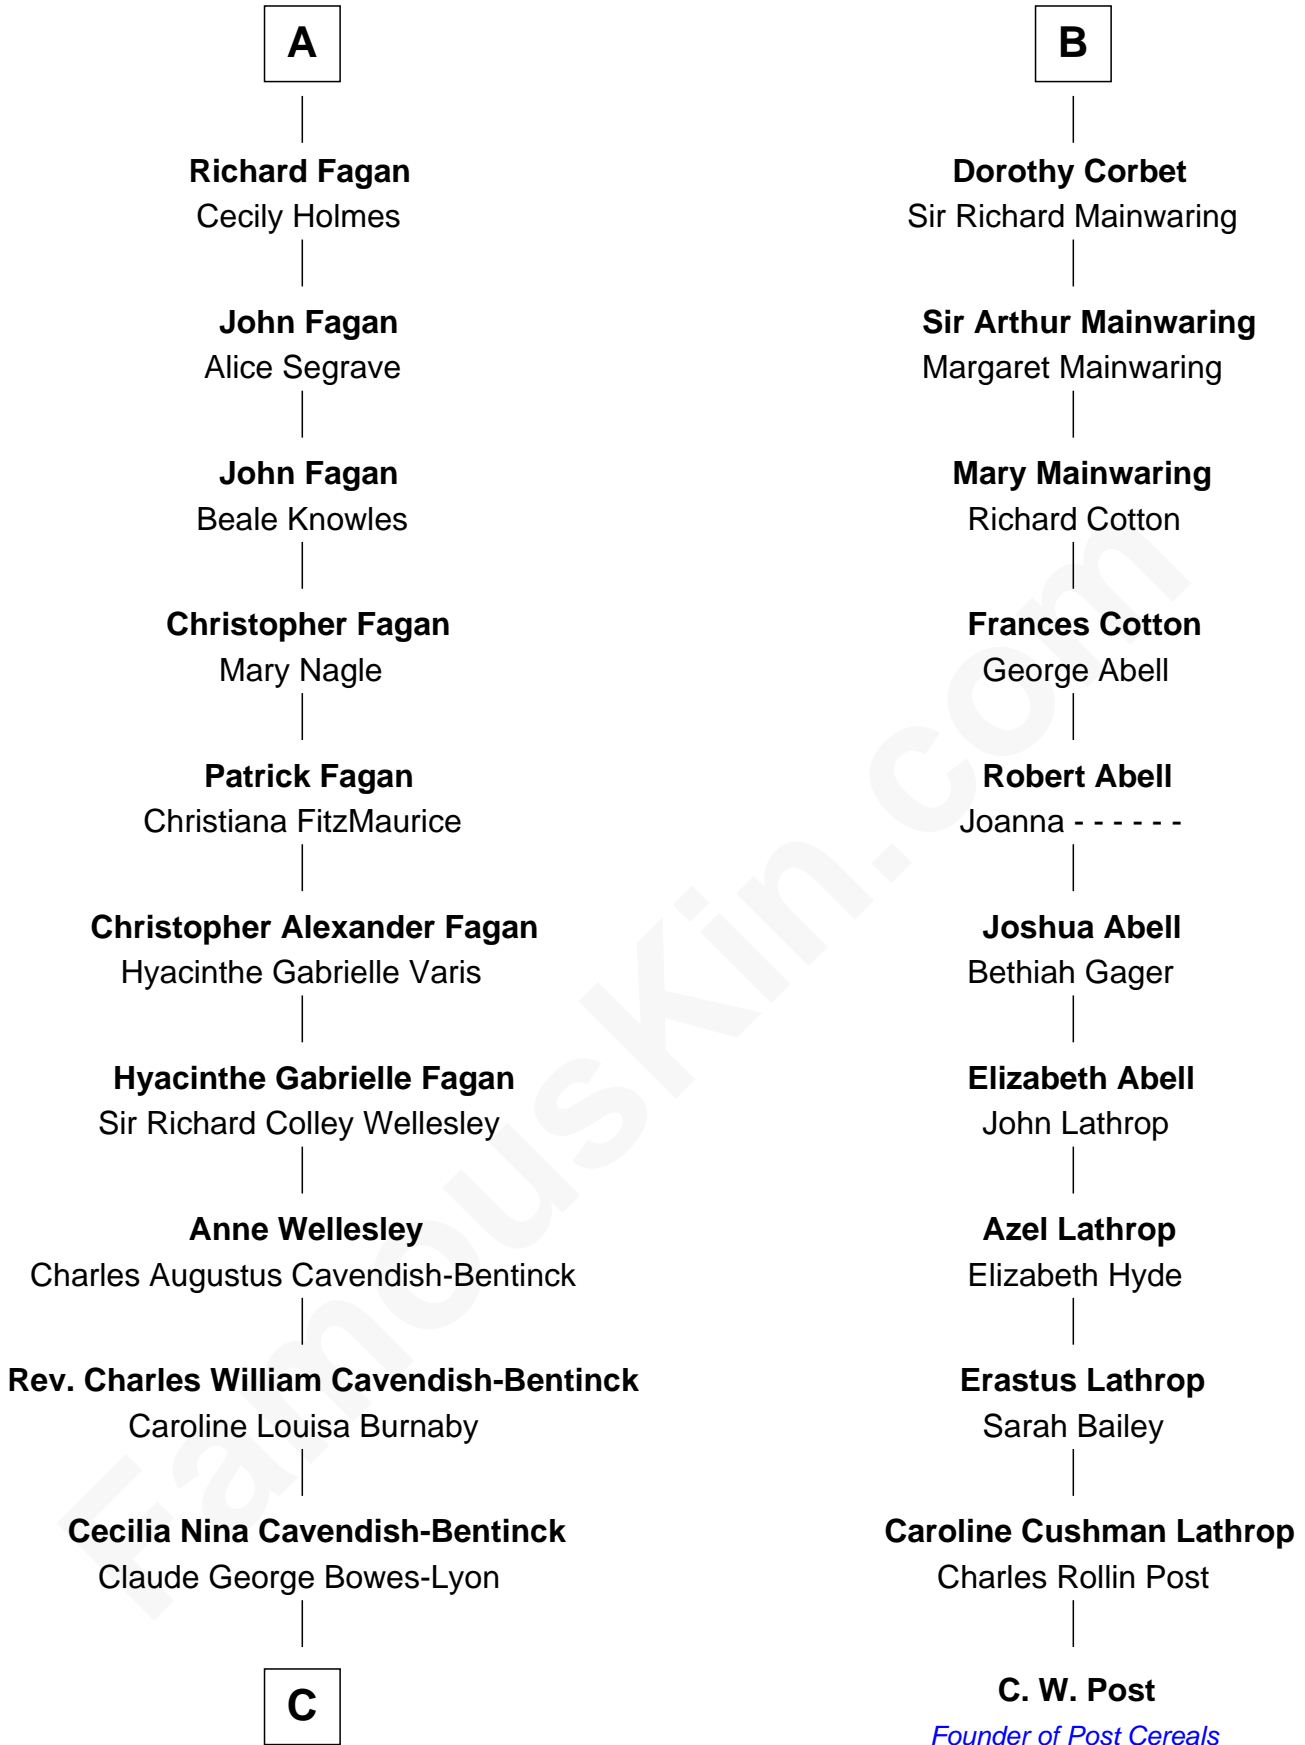 A
Richard Fagan
Cecily Holmes
John Fagan
Alice Segrave
John Fagan
Beale Knowles
Christopher Fagan
Mary Nagle
Patrick Fagan
Christiana FitzMaurice
Christopher Alexander Fagan
Hyacinthe Gabrielle Varis
Hyacinthe Gabrielle Fagan
Sir Richard Colley Wellesley
Anne Wellesley
Charles Augustus Cavendish-Bentinck
Rev. Charles William Cavendish-Bentinck
Caroline Louisa Burnaby
Cecilia Nina Cavendish-Bentinck
Claude George Bowes-Lyon
C
B
Dorothy Corbet
Sir Richard Mainwaring
Sir Arthur Mainwaring
Margaret Mainwaring
Mary Mainwaring
Richard Cotton
Frances Cotton
George Abell
Robert Abell
Joanna - - - - - -
Joshua Abell
Bethiah Gager
Elizabeth Abell
John Lathrop
Azel Lathrop
Elizabeth Hyde
Erastus Lathrop
Sarah Bailey
Caroline Cushman Lathrop
Charles Rollin Post
C. W. Post
Founder of Post Cereals
FamousKin.com